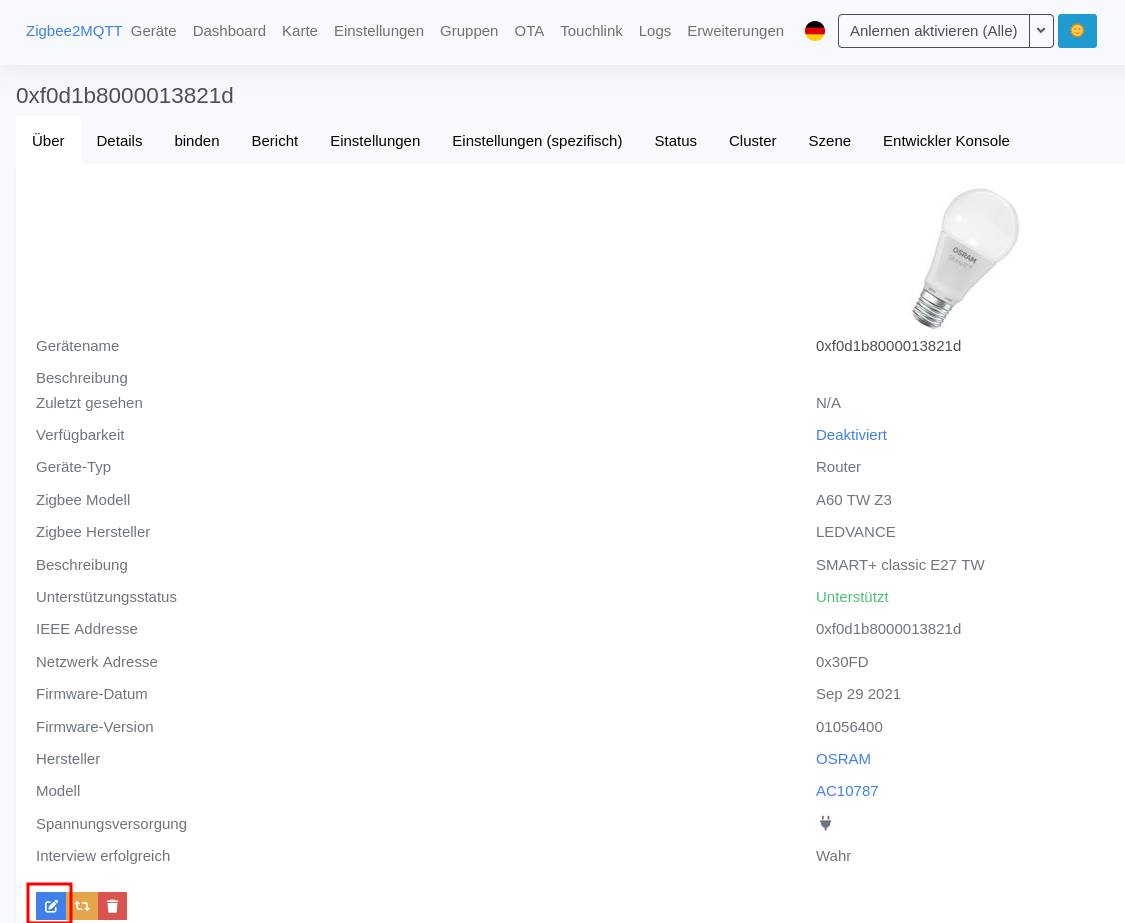 Zigbee2MQTT Geräte Dashboard Karte Einstellungen Gruppen OTA Touchlink Logs Erweiterungen Anlernen aktivieren (Alle)
0xf0d1b8000013821d
Über Details binden Bericht Einstellungen Einstellungen (spezifisch) Status Cluster Szene Entwickler Konsole
OSRAM
SMART+
Gerätename 0xf0d1b8000013821d
Beschreibung
Zuletzt gesehen N/A
Verfügbarkeit Deaktiviert
Geräte-Typ Router
Zigbee Modell A60 TW Z3
Zigbee Hersteller LEDVANCE
Beschreibung SMART+ classic E27 TW
Unterstützungsstatus Unterstützt
IEEE Addresse 0xf0d1b8000013821d
Netzwerk Adresse 0x30FD
Firmware-Datum Sep 29 2021
Firmware-Version 01056400
Hersteller OSRAM
Modell AC10787
Spannungsversorgung
Interview erfolgreich Wahr